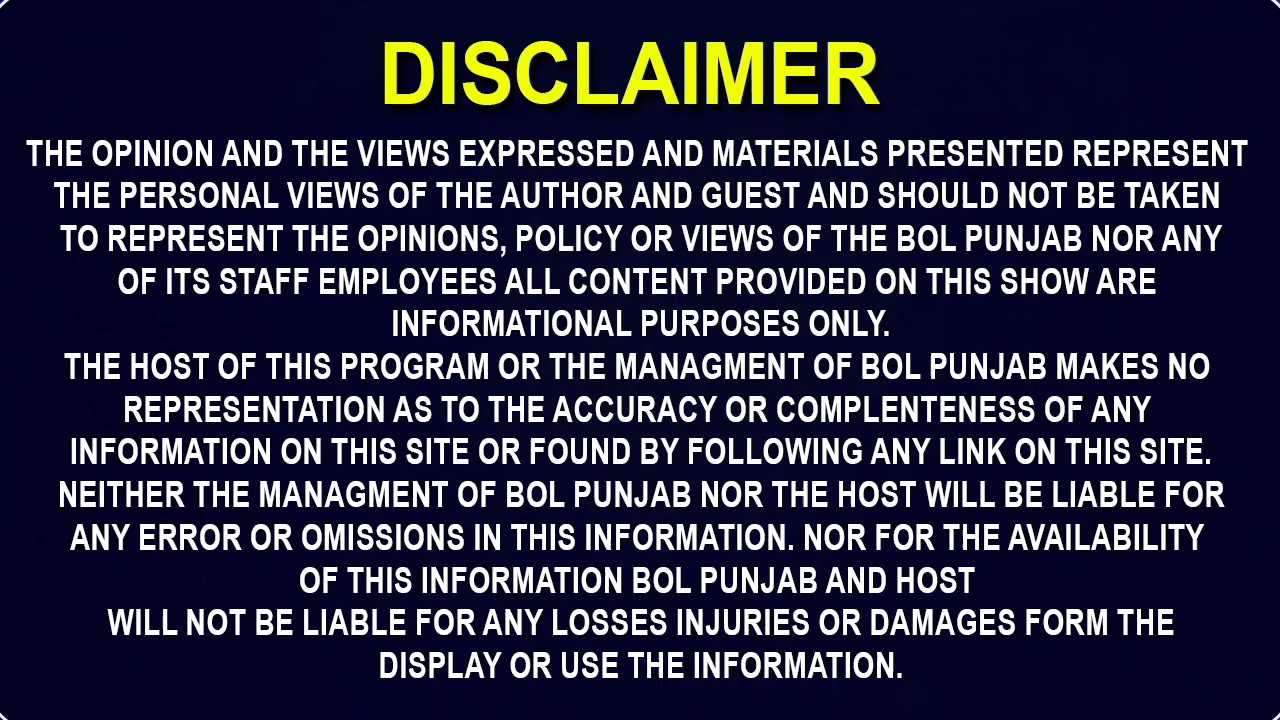 DISCLAIMER
THE OPINION AND THE VIEWS EXPRESSED AND MATERIALS PRESENTED REPRESENT
THE PERSONAL VIEWS OF THE AUTHOR AND GUEST AND SHOULD NOT BE TAKEN
TO REPRESENT THE OPINIONS, POLICY OR VIEWS OF THE BOL PUNJAB NOR ANY
OF ITS STAFF EMPLOYEES ALL CONTENT PROVIDED ON THIS SHOW ARE
INFORMATIONAL PURPOSES ONLY.
THE HOST OF THIS PROGRAM OR THE MANAGMENT OF BOL PUNJAB MAKES NO
REPRESENTATION AS TO THE ACCURACY OR COMPLENTENESS OF ANY
INFORMATION ON THIS SITE OR FOUND BY FOLLOWING ANY LINK ON THIS SITE.
NEITHER THE MANAGMENT OF BOL PUNJAB NOR THE HOST WILL BE LIABLE FOR
ANY ERROR OR OMISSIONS IN THIS INFORMATION. NOR FOR THE AVAILABILITY
OF THIS INFORMATION BOL PUNJAB AND HOST
WILL NOT BE LIABLE FOR ANY LOSSES INJURIES OR DAMAGES FORM THE
DISPLAY OR USE THE INFORMATION.